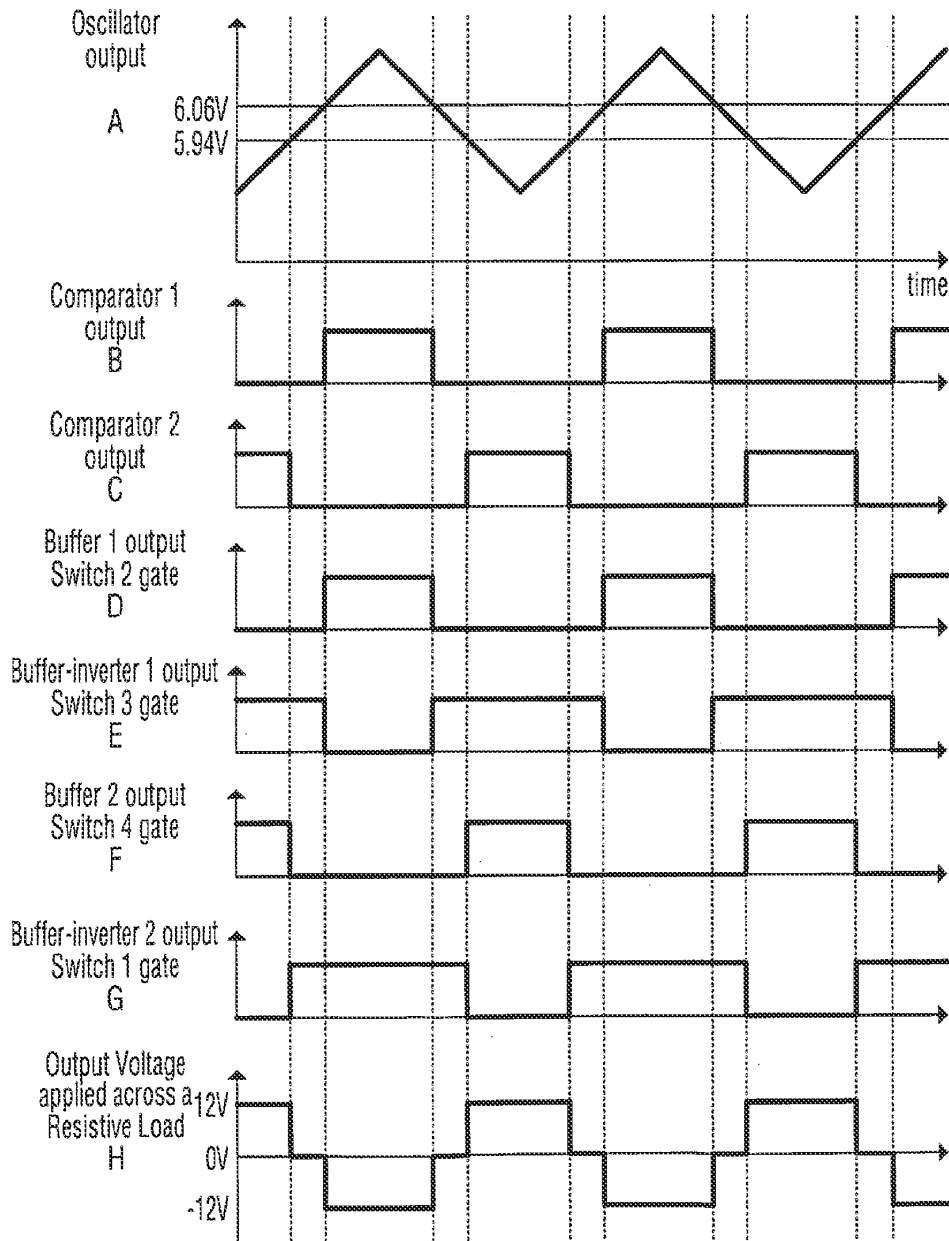 Oscillator
output
A
6.06V
5.94V
time
Comparator 1
output
B
Comparator 2
output
C
Buffer 1 output
Switch 2 gate
D
Buffer-inverter 1 output
Switch 3 gate
E
Buffer 2 output
Switch 4 gate
F
Buffer-inverter 2 output
Switch 1 gate
G
Output Voltage
applied across a
Resistive Load
H
12V
0V
-12V